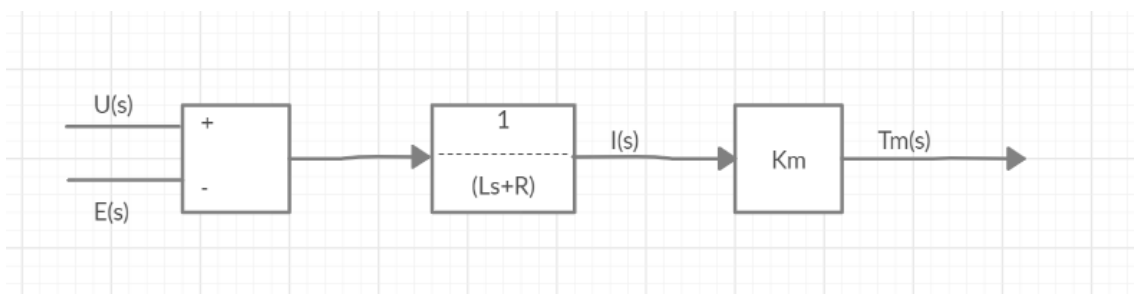 U(s)
+
-
E(s)
1
(Ls+R)
I(s)
Km
Tm(s)